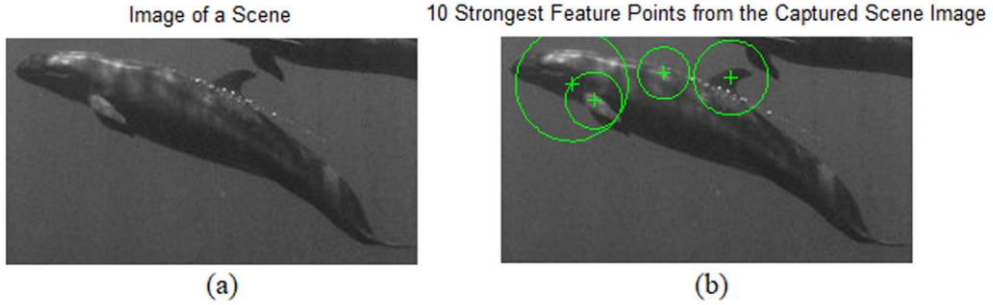 Image of a Scene
10 Strongest Feature Points from the Captured Scene Image
(a)
(b)